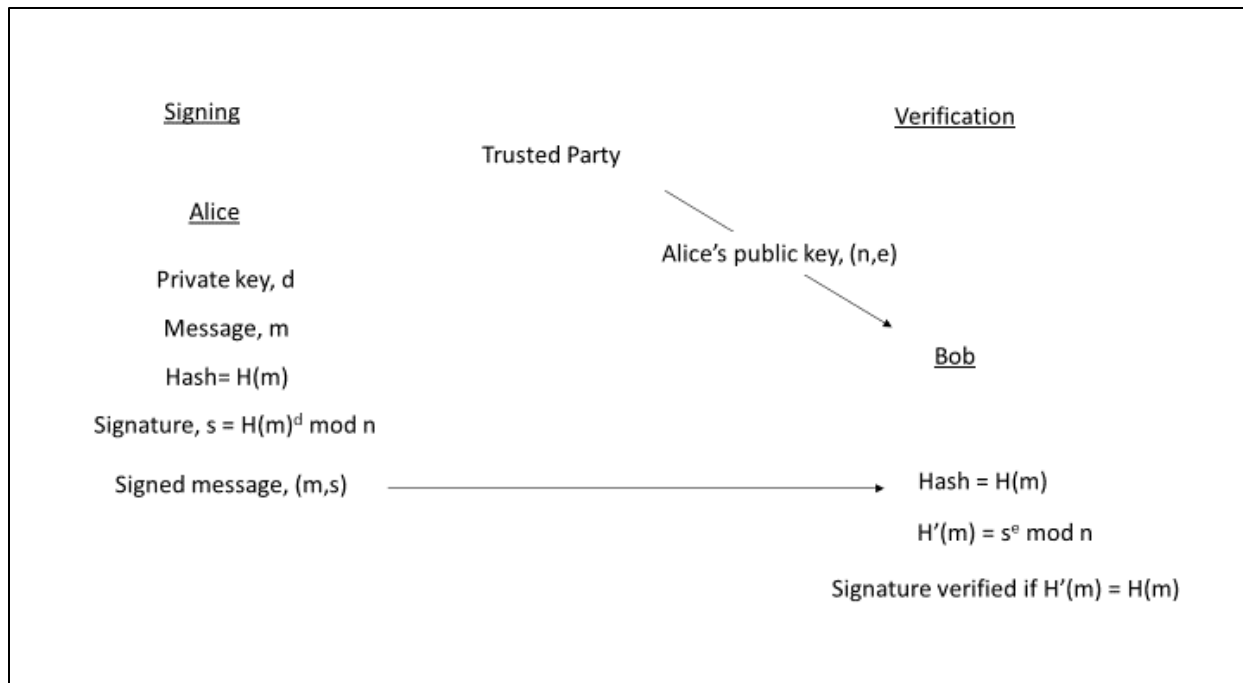 Signing
Verification
Trusted Party
Alice
Alice’s public key, (n,e)
Private key, d
Message, m
Bob
Hash= H(m)
Signature, s = H(m)ᵈ mod n
Signed message, (m,s)
Hash = H(m)
H’(m) = sᵉ mod n
Signature verified if H’(m) = H(m)